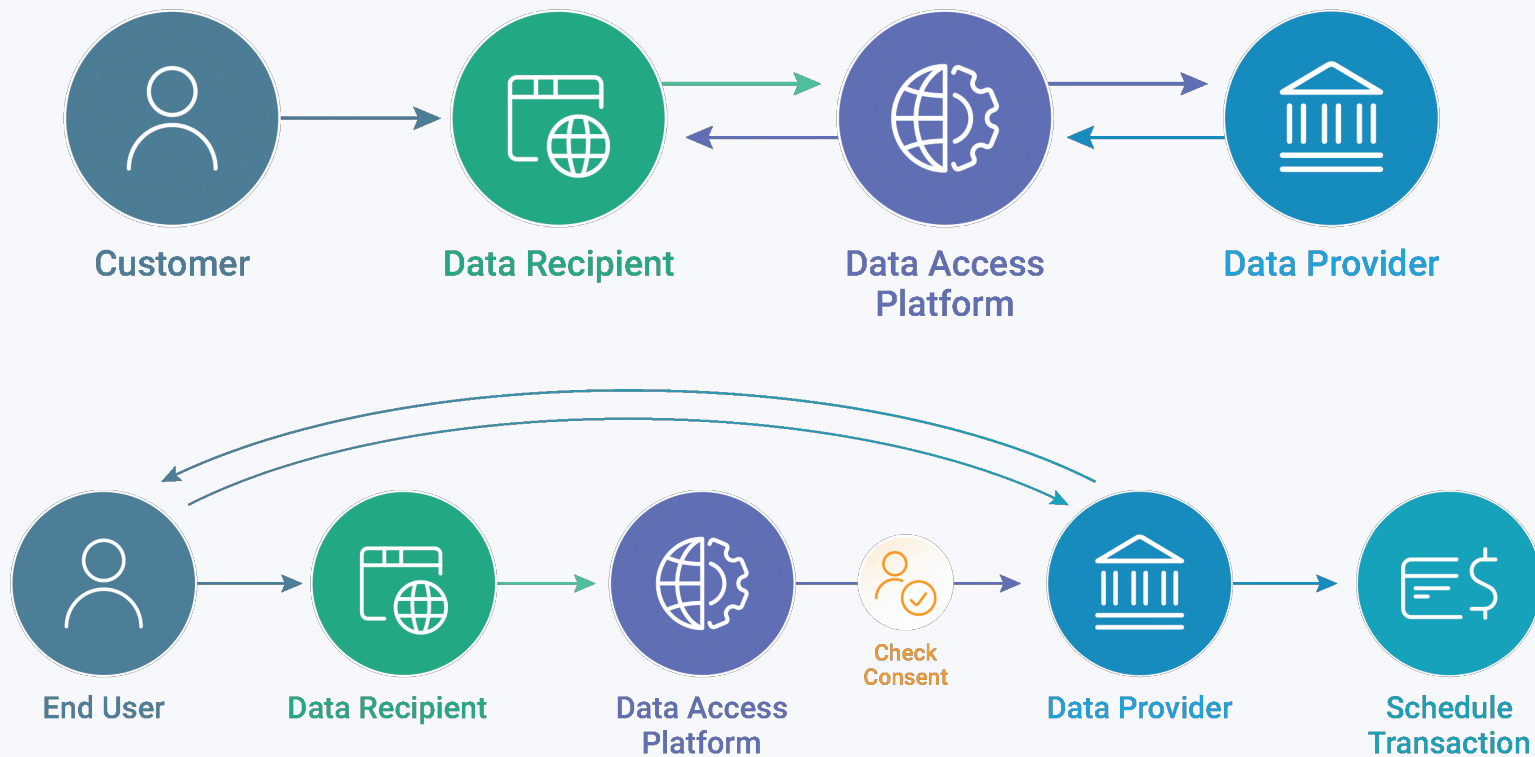 Customer
Data Recipient
Data Access
Platform
Data Provider
Check
Consent
End User
Data Recipient
Data Access
Platform
Data Provider
Schedule
Transaction